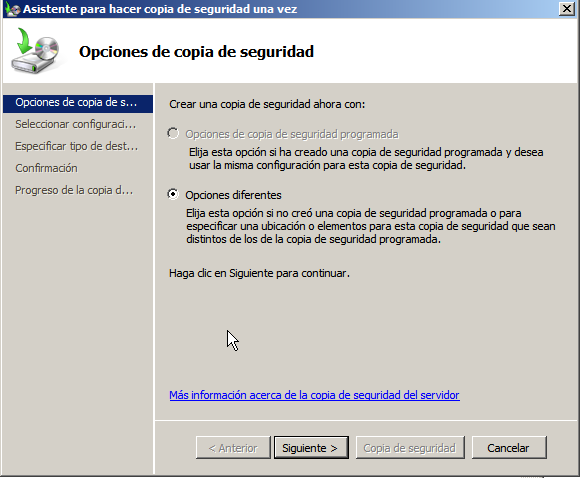 Asistente para hacer copia de seguridad una vez
Opciones de copia de seguridad
Opciones de copia de s...
Seleccionar configuraci...
Especificar tipo de dest...
Confirmación
Progreso de la copia d...
Crear una copia de seguridad ahora con:
Opciones de copia de seguridad programada
Elija esta opción si ha creado una copia de seguridad programada y desea
usar la misma configuración para esta copia de seguridad.
Opciones diferentes
Elija esta opción si no creó una copia de seguridad programada o para
especificar una ubicación o elementos para esta copia de seguridad que sean
distintos de los de la copia de seguridad programada.
Haga clic en Siguiente para continuar.
Más información acerca de la copia de seguridad del servidor
< Anterior
Siguiente >
Copia de seguridad
Cancelar